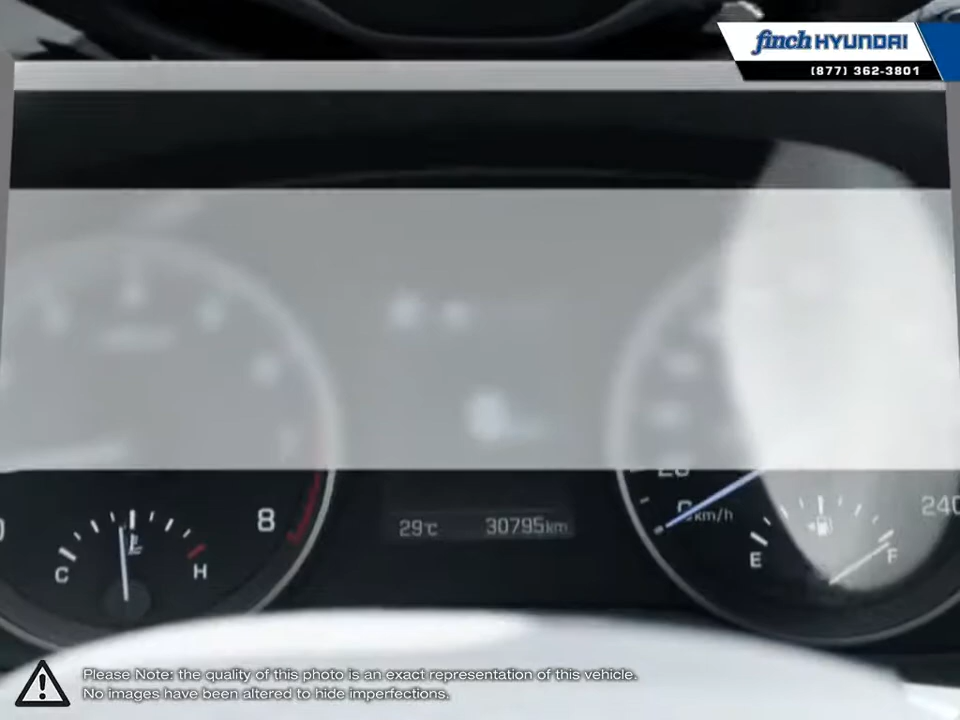 finch HYUNDAI
(877) 362-3801
240
0 km/h
8
29°C 30795km
C H
E F
Please Note: the quality of this photo is an exact representation of this vehicle.
No images have been altered to hide imperfections.